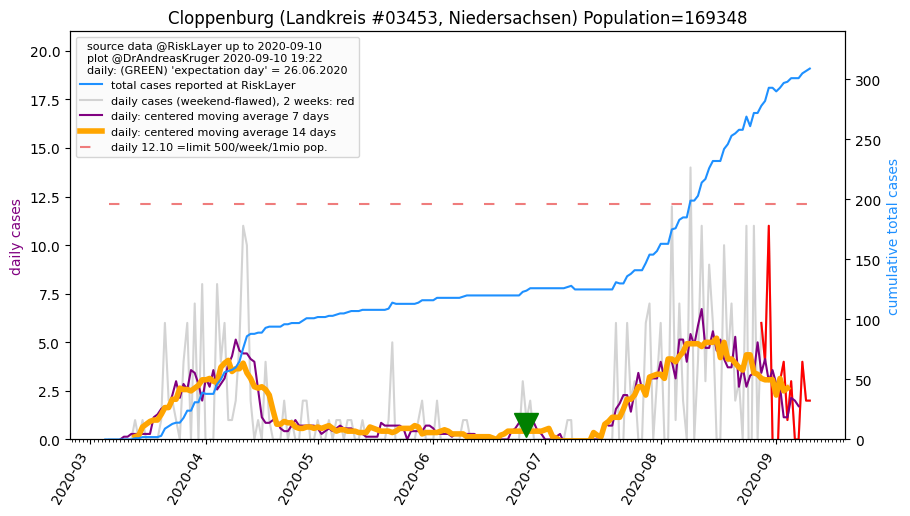 Cloppenburg (Landkreis #03453, Niedersachsen) Population=169348
source data @RiskLayer up to 2020-09-10
plot @DrAndreasKruger 2020-09-10 19:22
daily: (GREEN) 'expectation day' = 26.06.2020
total cases reported at RiskLayer
daily cases (weekend-flawed), 2 weeks: red
daily: centered moving average 7 days
daily: centered moving average 14 days
daily 12.10 =limit 500/week/1mio pop.
daily cases
20.0
17.5
15.0
12.5
10.0
7.5
5.0
2.5
0.0
cumulative total cases
300
250
200
150
100
50
0
2020-03
2020-04
2020-05
2020-06
2020-07
2020-08
2020-09